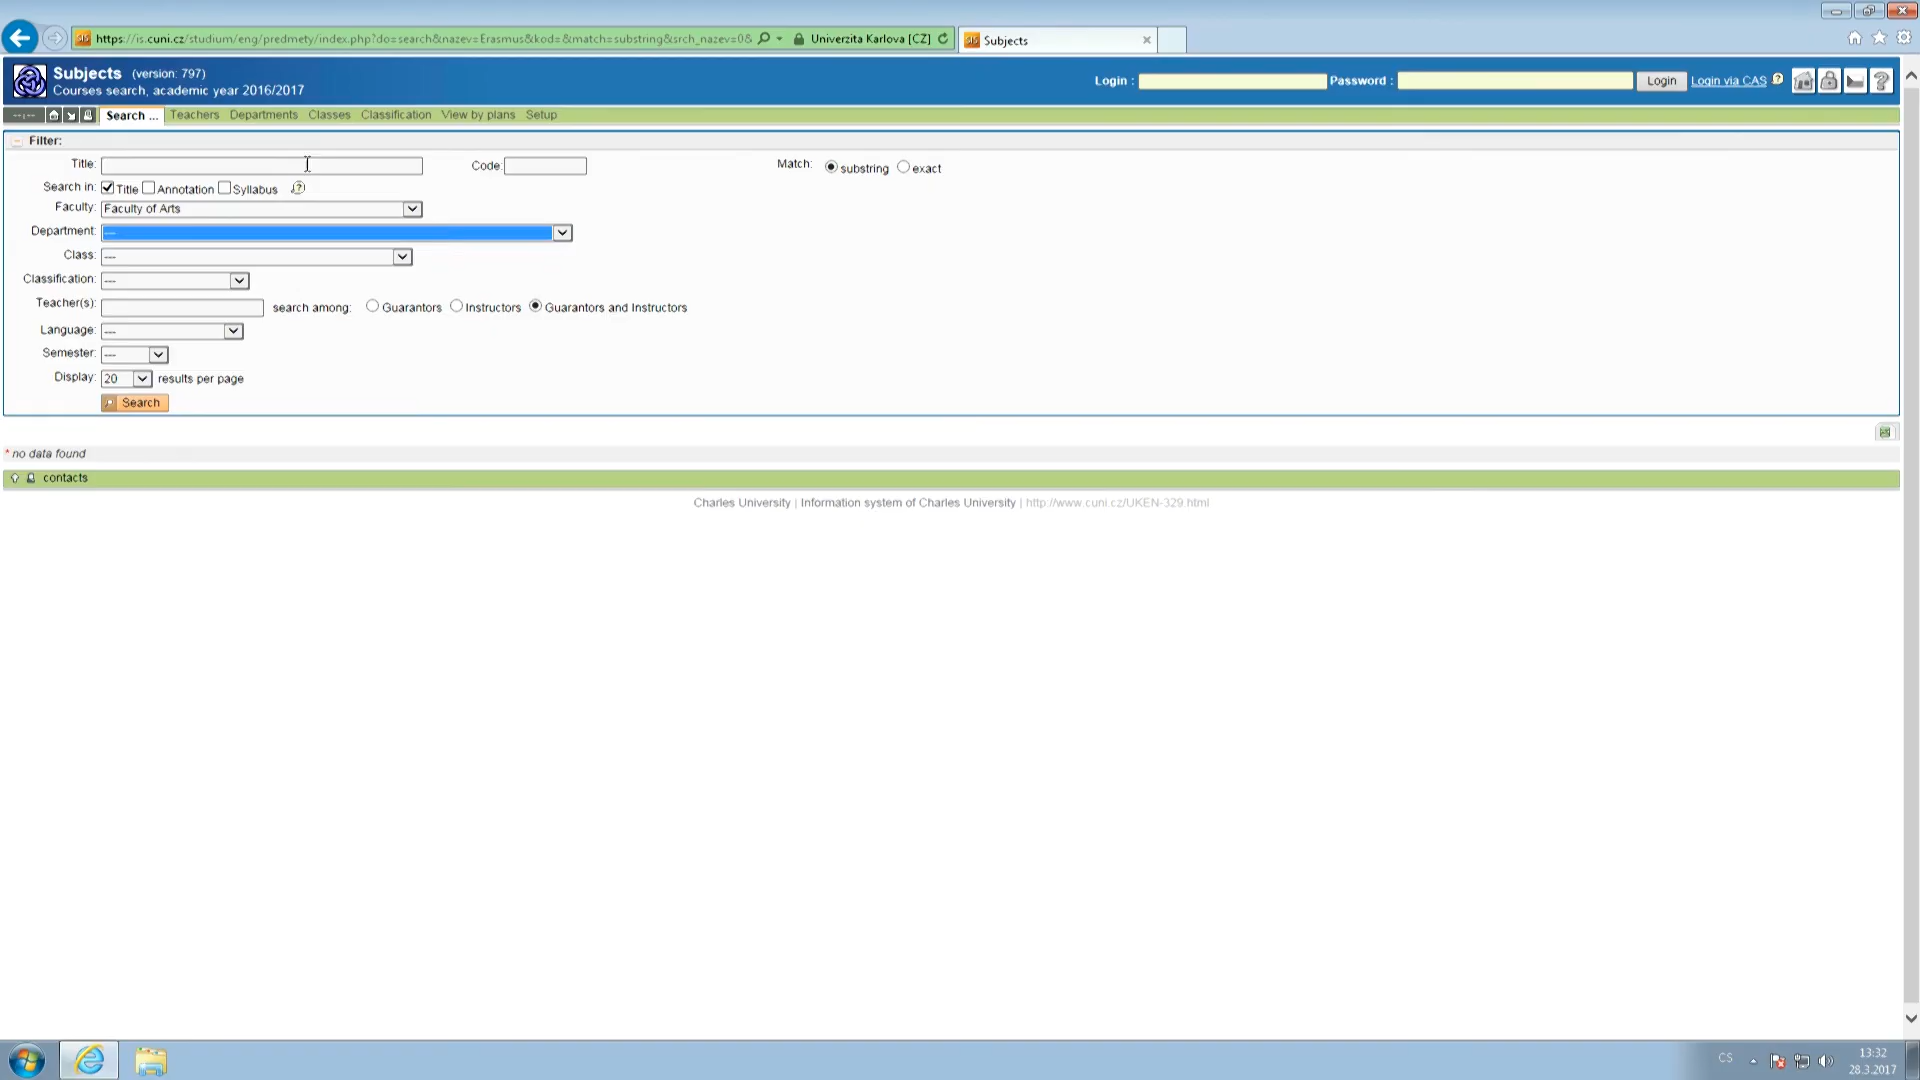 https://is.cuni.cz/studium/eng/predmety/index.php?do=search&nazev=Erasmus&kod=&match=substring&srch_nazev=0& Univerzita Karlova [CZ] Subjects
Subjects (version: 797)
Courses search, academic year 2016/2017
Login : Password : Login Login via CAS
--:-- Search ... Teachers Departments Classes Classification View by plans Setup
Filter:
Title: Code: Match: substring exact
Search in: Title Annotation Syllabus
Faculty: Faculty of Arts
Department: ---
Class: ---
Classification: ---
Teacher(s): search among: Guarantors Instructors Guarantors and Instructors
Language: ---
Semester: ---
Display: 20 results per page
Search
* no data found
contacts
Charles University | Information system of Charles University | http://www.cuni.cz/UKEN-329.html
CS 13:32
28.3.2017